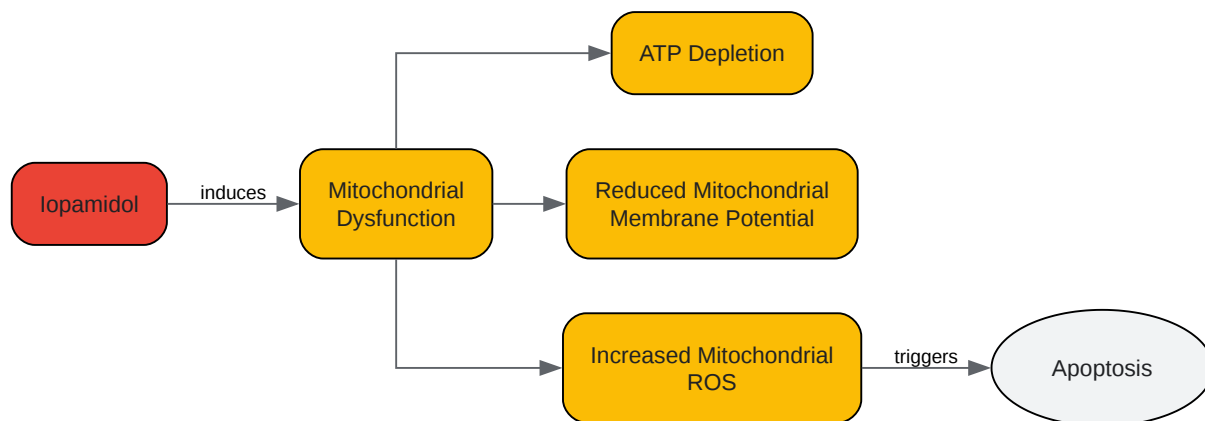 Iopamidol
induces
Mitochondrial
Dysfunction
ATP Depletion
Reduced Mitochondrial
Membrane Potential
Increased Mitochondrial
ROS
triggers
Apoptosis